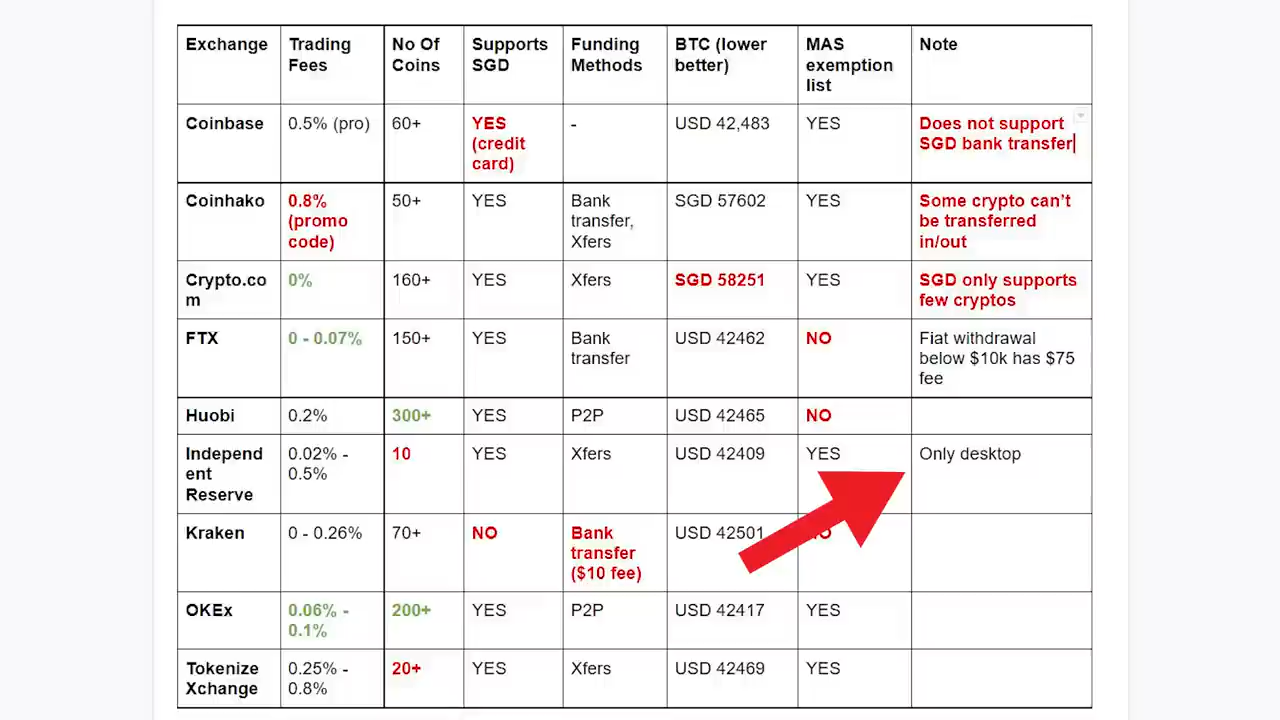 Exchange
Trading
Fees
No Of
Coins
Supports
SGD
Funding
Methods
BTC (lower
better)
MAS
exemption
list
Note
Coinbase
0.5% (pro)
60+
YES
(credit
card)
-
USD 42,483
YES
Does not support
SGD bank transfer
Coinhako
0.8%
(promo
code)
50+
YES
Bank
transfer,
Xfers
SGD 57602
YES
Some crypto can't
be transferred
in/out
Crypto.co
m
0%
160+
YES
Xfers
SGD 58251
YES
SGD only supports
few cryptos
FTX
0 - 0.07%
150+
YES
Bank
transfer
USD 42462
NO
Fiat withdrawal
below $10k has $75
fee
Huobi
0.2%
300+
YES
P2P
USD 42465
NO
Independ
ent
Reserve
0.02% -
0.5%
10
YES
Xfers
USD 42409
YES
Only desktop
Kraken
0 - 0.26%
70+
NO
Bank
transfer
($10 fee)
USD 42501
NO
OKEx
0.06% -
0.1%
200+
YES
P2P
USD 42417
YES
Tokenize
Xchange
0.25% -
0.8%
20+
YES
Xfers
USD 42469
YES